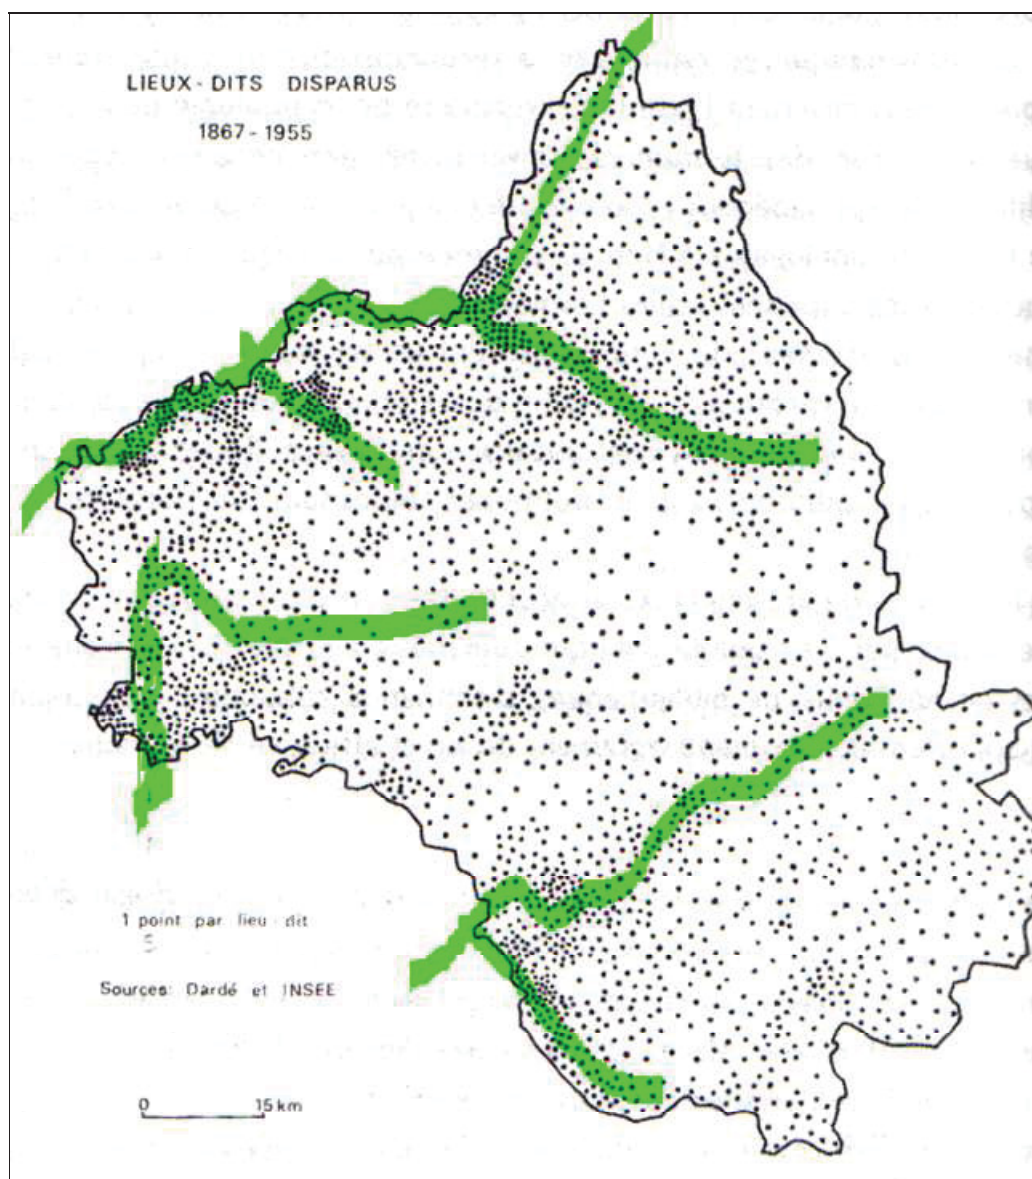 LIEUX-DITS DISPARUS
1867-1955
1 point par lieu dit
Sources: Dardé et INSEE
0 15 km